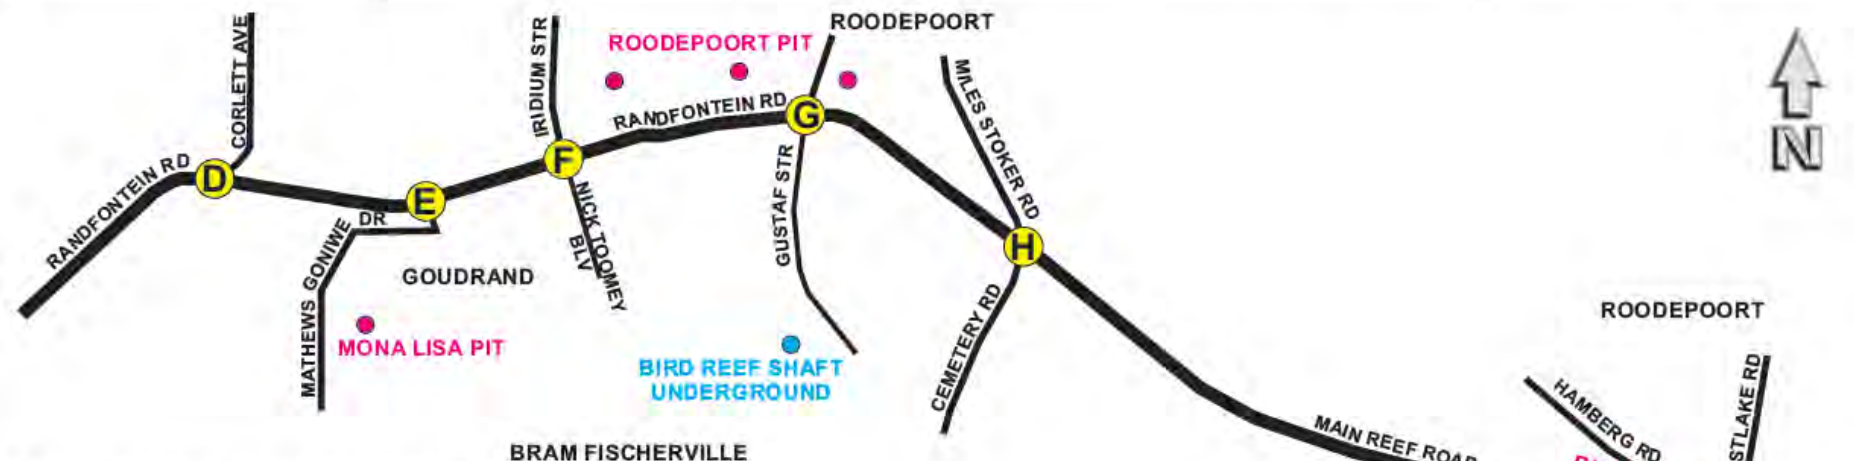 ROODEPOORT
CORLETT AVE
IRIDIUM STR
ROODEPOORT PIT
MILES STOKER RD
N
RANDFONTEIN RD
G
RANDFONTEIN RD
D
F
E
GUSTAF STR
NICK TOOMEY
BLV
MATHEWS GONIWE DR
H
GOUDRAND
CEMETERY RD
ROODEPOORT
MONA LISA PIT
BIRD REEF SHAFT
UNDERGROUND
HAMBERG RD
STLAKE RD
MAIN REEF ROAD
BRAM FISCHERVILLE